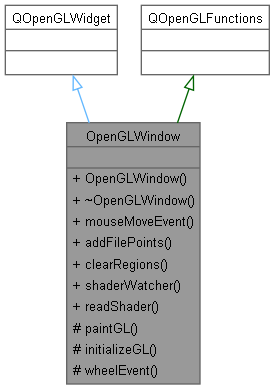 QOpenGLWidget
QOpenGLFunctions
OpenGLWindow
+ OpenGLWindow()
+ ~OpenGLWindow()
+ mouseMoveEvent()
+ addFilePoints()
+ clearRegions()
+ shaderWatcher()
+ readShader()
# paintGL()
# initializeGL()
# wheelEvent()